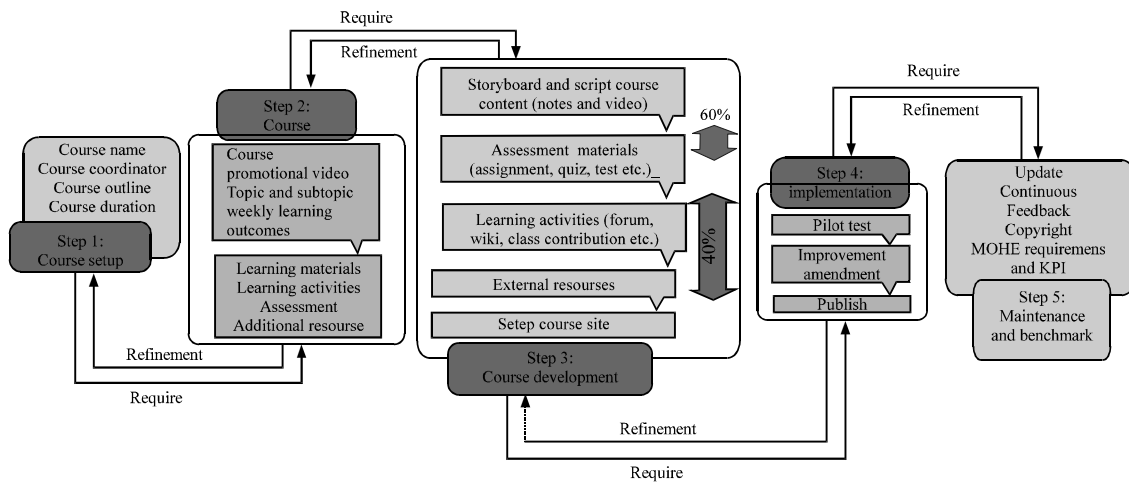 Require
Refinement
Step 2:
Course
Course name
Course coordinator
Course outline
Course duration
Step 1:
Course setup
Course
promotional video
Topic and subtopic
weekly learning
outcomes
Learning materials
Learning activities
Assessment
Additional resourse
Refinement
Require
Storyboard and script course
content (notes and video)
60%
Assessment materials
(assignment, quiz, test etc.)_
Learning activities (forum,
wiki, class contribution etc.)
40%
External resourses
Setep course site
Step 3:
Course development
Refinement
Require
Require
Refinement
Step 4:
implementation
Pilot test
Improvement
amendment
Publish
Update
Continuous
Feedback
Copyright
MOHE requiremens
and KPI
Step 5:
Maintenance
and benchmark